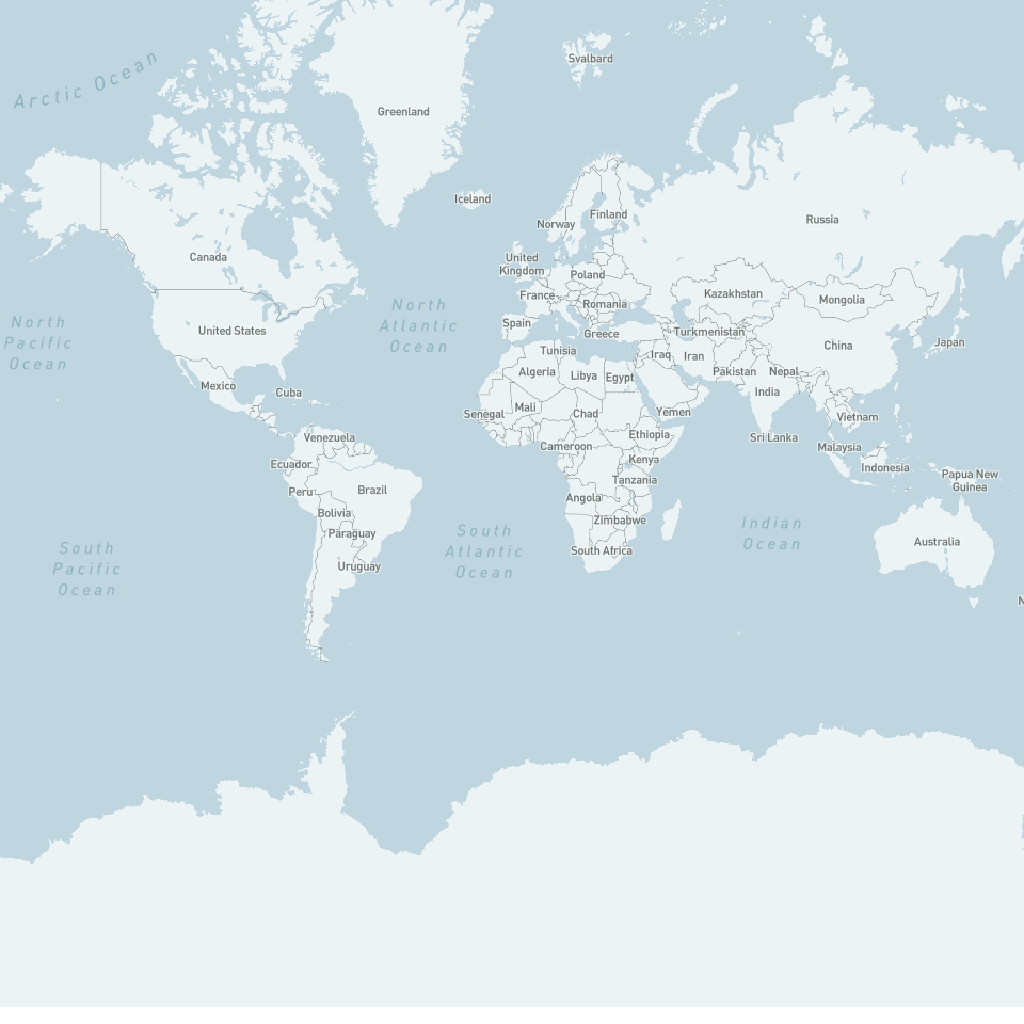 Arctic Ocean
Svalbard
Greenland
Iceland
Russia
Finland
Norway
Canada
United
Kingdom
Poland
Kazakhstan
France
Mongolia
Romania
North
Atlantic
Ocean
North
Pacific
Ocean
United States
Spain
Greece
Turkmenistan
Japan
China
Tunisia
Iraq
Iran
Algeria
Libya
Egypt
Pakistan
Nepal
Mexico
Cuba
India
Senegal
Mali
Chad
Yemen
Vietnam
Venezuela
Ethiopia
Sri Lanka
Cameroon
Malaysia
Ecuador
Kenya
Indonesia
Papua New
Guinea
Peru
Brazil
Tanzania
Angola
Bolivia
Zimbabwe
Indian
Ocean
South
Atlantic
Ocean
Paraguay
Australia
South Africa
Uruguay
South
Pacific
Ocean
N